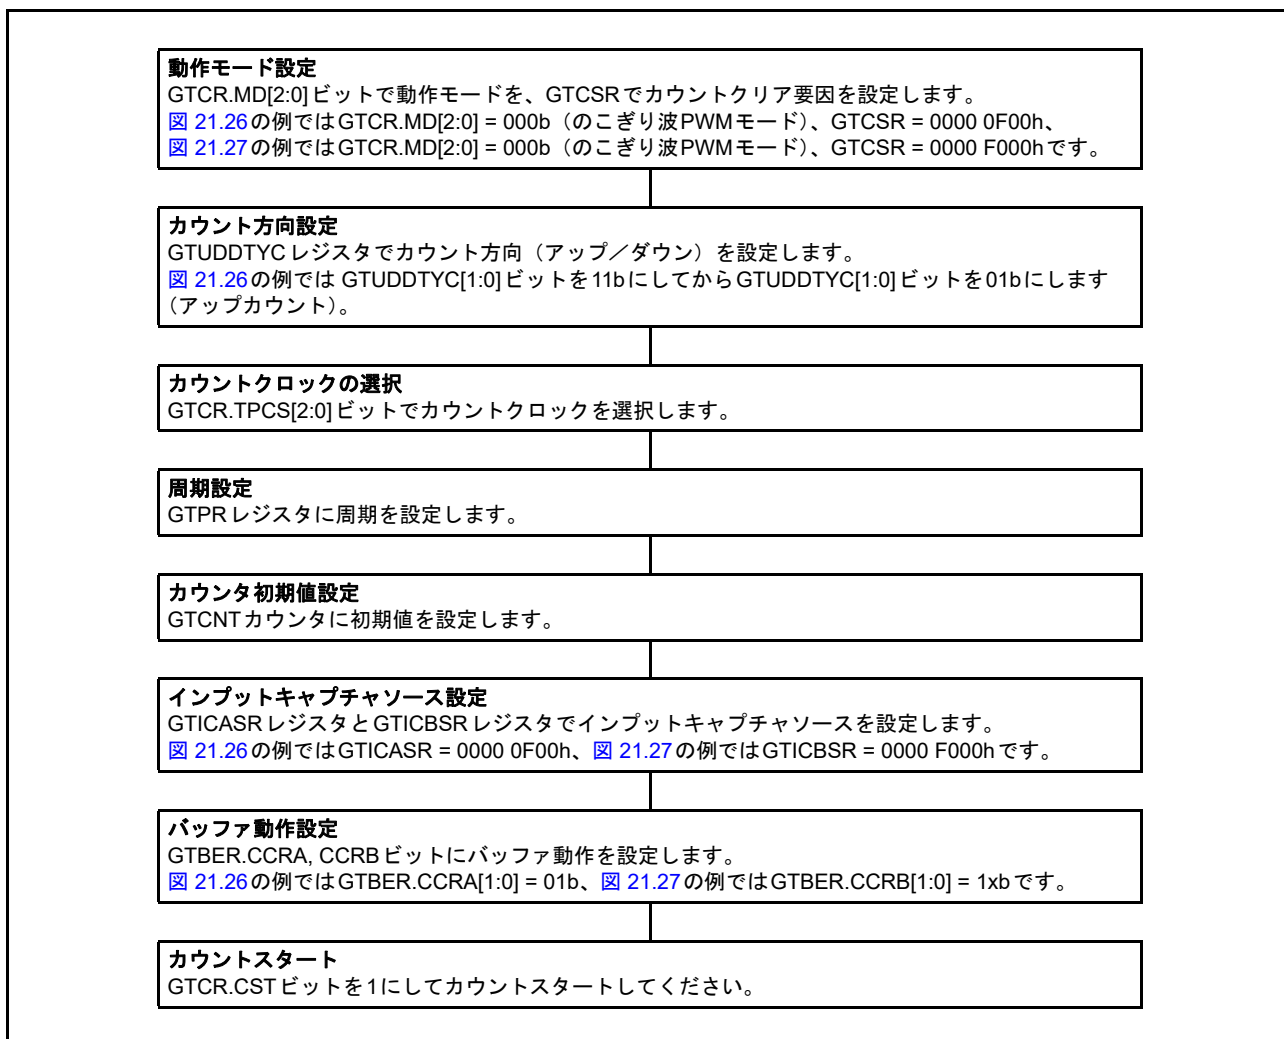 動作モード設定
GTCR.MD[2:0]ビットで動作モードを、GTCSRでカウントクリア要因を設定します。
図 21.26の例ではGTCR.MD[2:0] = 000b（のこぎり波PWMモード）、GTCSR = 0000 0F00h、
図 21.27の例ではGTCR.MD[2:0] = 000b（のこぎり波PWMモード）、GTCSR = 0000 F000hです。
カウント方向設定
GTUDDTYCレジスタでカウント方向（アップ／ダウン）を設定します。
図 21.26の例では GTUDDTYC[1:0]ビットを11bにしてからGTUDDTYC[1:0]ビットを01bにします
（アップカウント）。
カウントクロックの選択
GTCR.TPCS[2:0]ビットでカウントクロックを選択します。
周期設定
GTPRレジスタに周期を設定します。
カウンタ初期値設定
GTCNTカウンタに初期値を設定します。
インプットキャプチャソース設定
GTICASRレジスタとGTICBSRレジスタでインプットキャプチャソースを設定します。
図 21.26の例ではGTICASR = 0000 0F00h、図 21.27の例ではGTICBSR = 0000 F000hです。
バッファ動作設定
GTBER.CCRA, CCRBビットにバッファ動作を設定します。
図 21.26の例ではGTBER.CCRA[1:0] = 01b、図 21.27の例ではGTBER.CCRB[1:0] = 1xbです。
カウントスタート
GTCR.CSTビットを1にしてカウントスタートしてください。